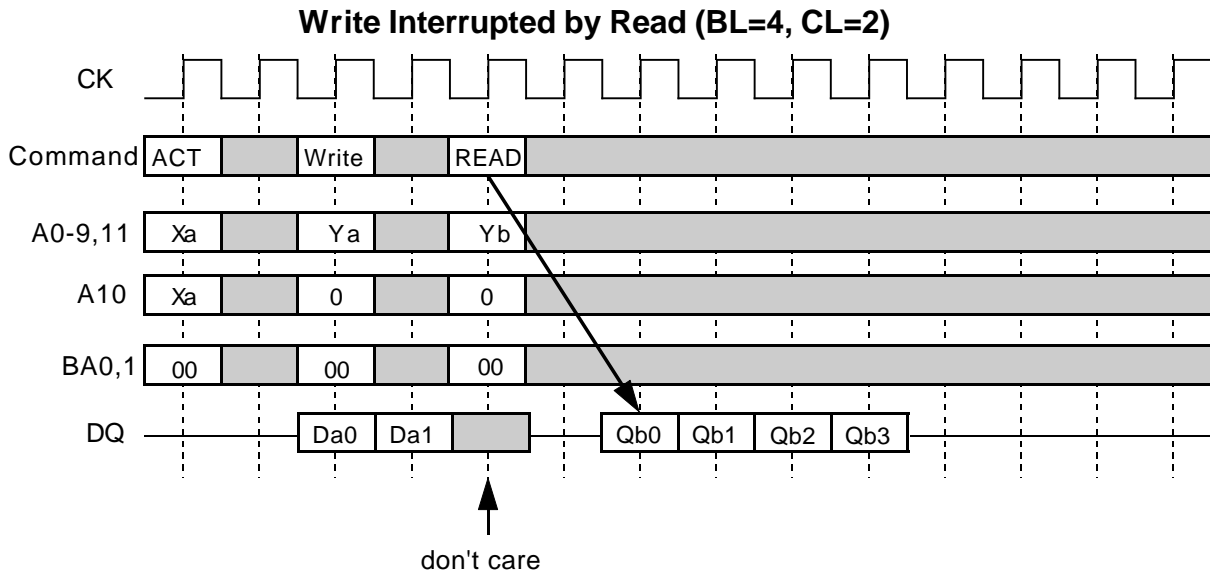 Write Interrupted by Read (BL=4, CL=2)
CK
Command ACT Write READ
A0-9,11 Xa Ya Yb
A10 Xa 0 0
BA0,1 00 00 00
DQ Da0 Da1 Qb0 Qb1 Qb2 Qb3
don't care